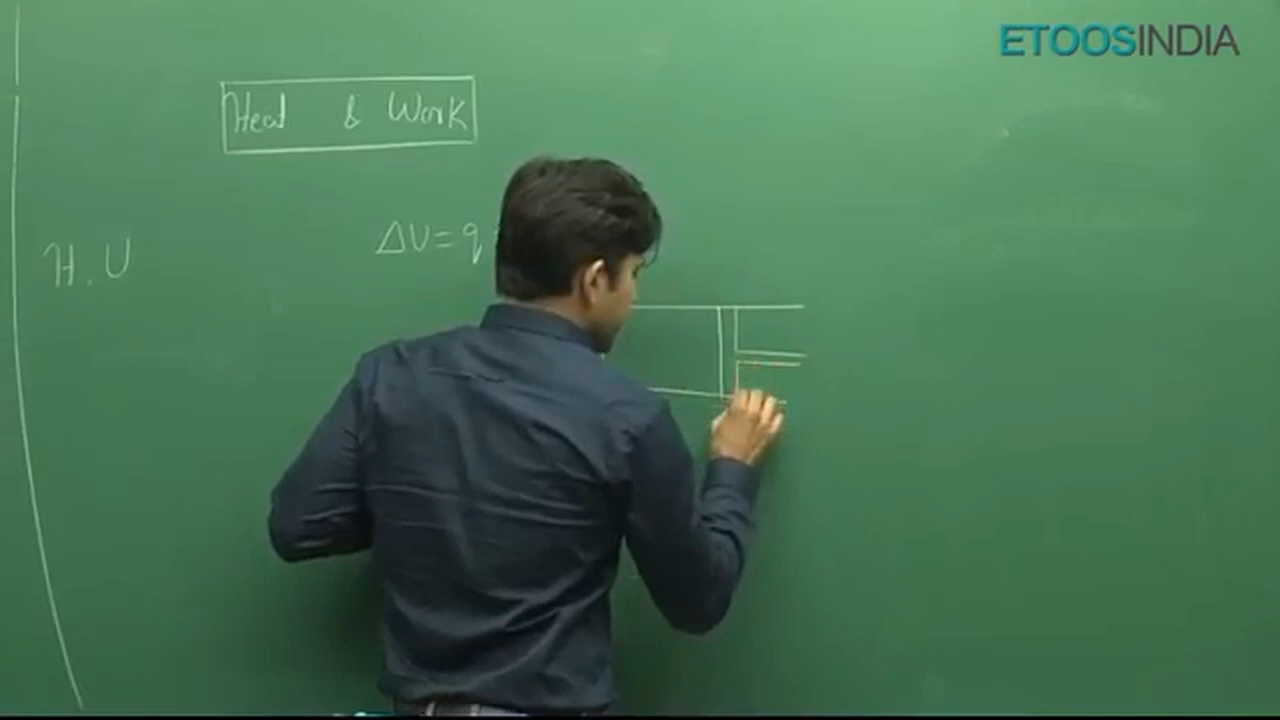 ETOOSINDIA
Heat & Work
ΔU=q
H.U